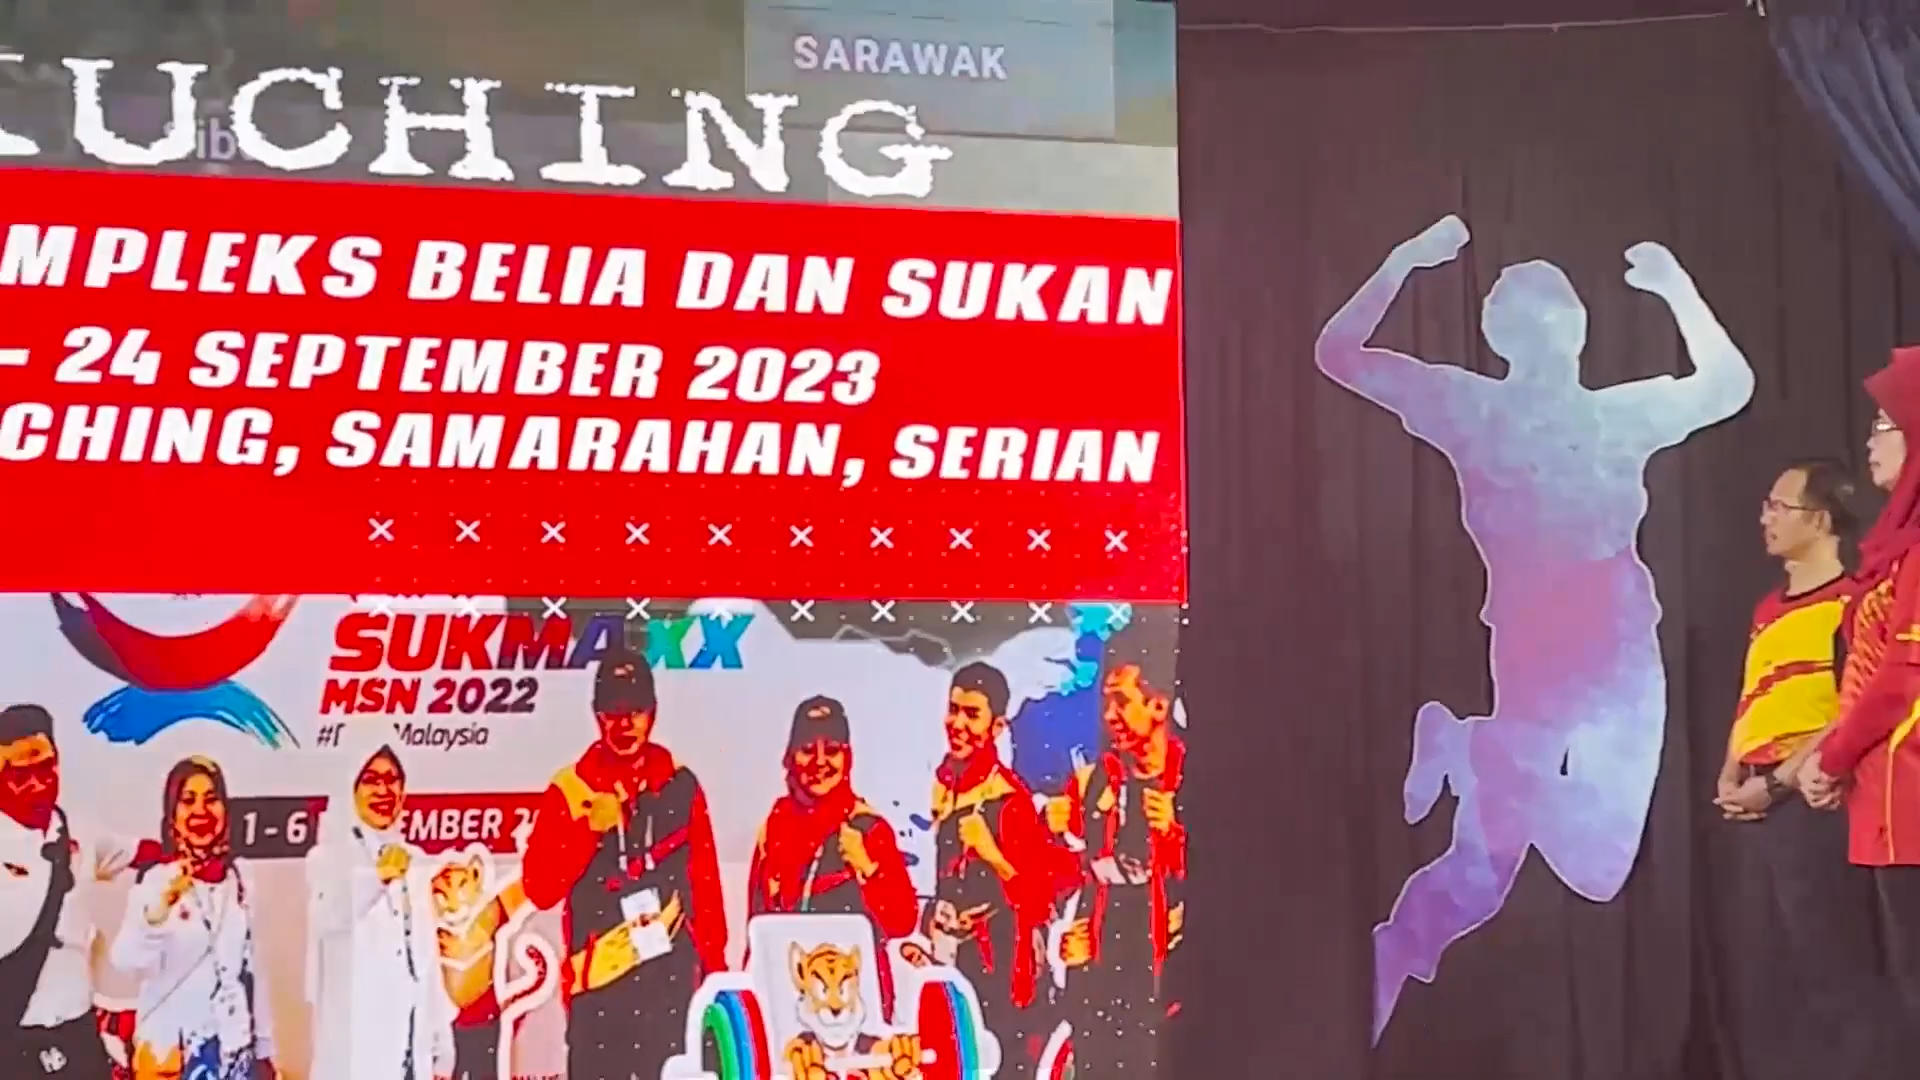 SARAWAK
UCHING
MPLEKS BELIA DAN SUKAN
– 24 SEPTEMBER 2023
CHING, SAMARAHAN, SERIAN
SUKMA XX
MSN 2022
Malaysia
1 - 6
EMBER 2